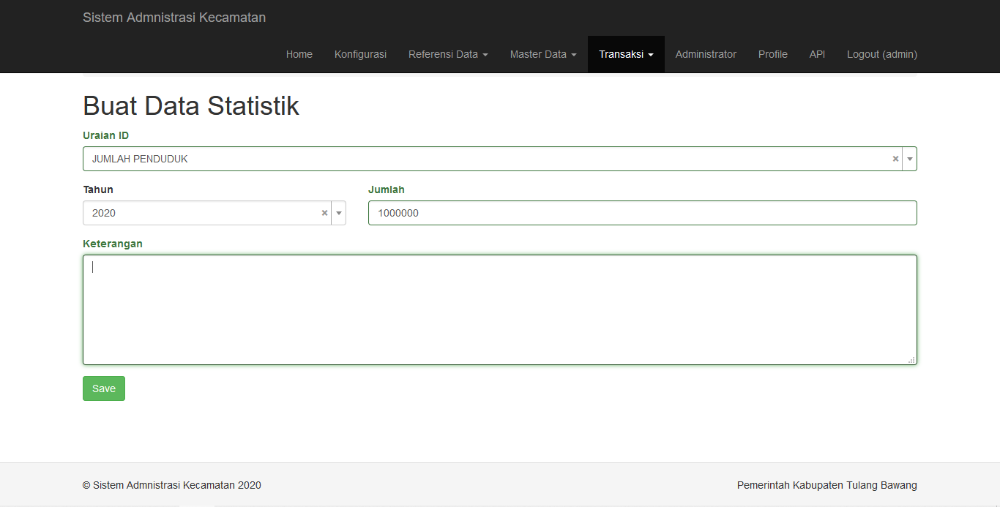 Sistem Admnistrasi Kecamatan
Home Konfigurasi Referensi Data Master Data Transaksi Administrator Profile API Logout (admin)
Buat Data Statistik
Uraian ID
JUMLAH PENDUDUK ×
Tahun Jumlah
2020 × 1000000
Keterangan
Save
© Sistem Admnistrasi Kecamatan 2020 Pemerintah Kabupaten Tulang Bawang